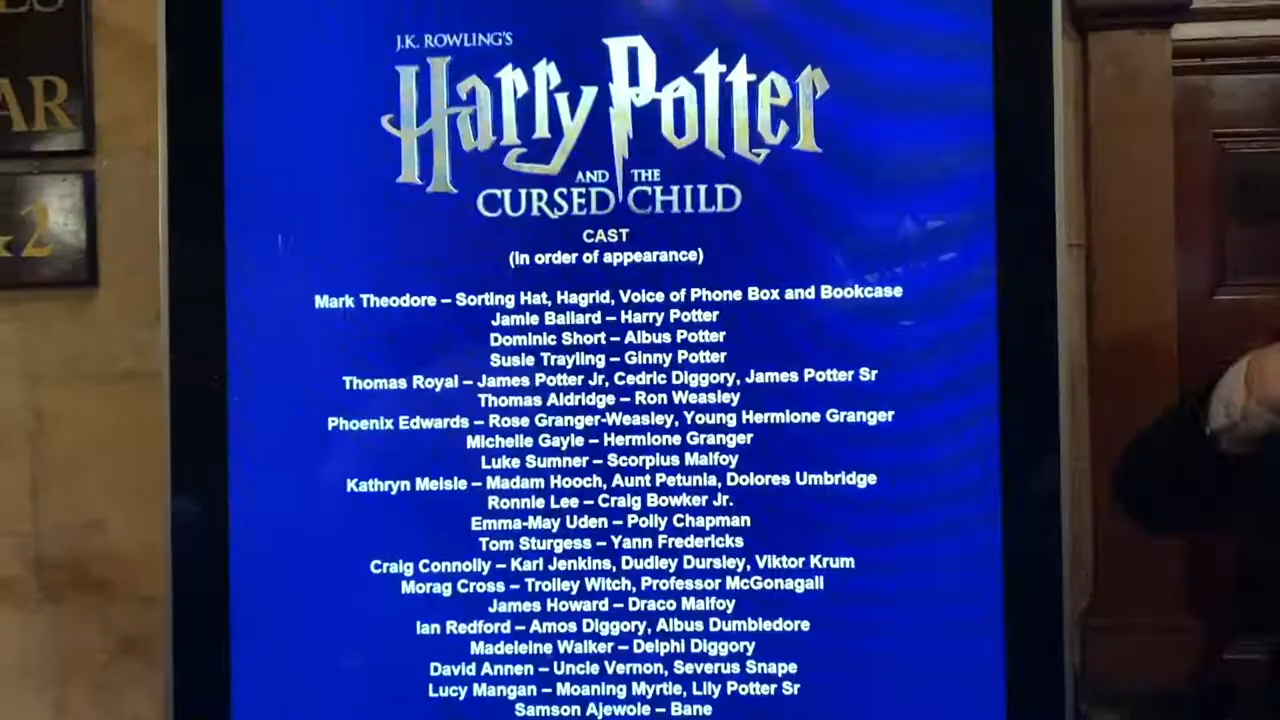 AR
2
J.K. ROWLING'S
Harry Potter
AND THE
CURSED CHILD
CAST
(in order of appearance)
Mark Theodore – Sorting Hat, Hagrid, Voice of Phone Box and Bookcase
Jamie Ballard – Harry Potter
Dominic Short – Albus Potter
Susie Trayling – Ginny Potter
Thomas Royal – James Potter Jr, Cedric Diggory, James Potter Sr
Thomas Aldridge – Ron Weasley
Phoenix Edwards – Rose Granger-Weasley, Young Hermione Granger
Michelle Gayle – Hermione Granger
Luke Sumner – Scorpius Malfoy
Kathryn Meisle – Madam Hooch, Aunt Petunia, Dolores Umbridge
Ronnie Lee – Craig Bowker Jr.
Emma-May Uden – Polly Chapman
Tom Sturgess – Yann Fredericks
Craig Connolly – Karl Jenkins, Dudley Dursley, Viktor Krum
Morag Cross – Trolley Witch, Professor McGonagall
James Howard – Draco Malfoy
Ian Redford – Amos Diggory, Albus Dumbledore
Madeleine Walker – Delphi Diggory
David Annen – Uncle Vernon, Severus Snape
Lucy Mangan – Moaning Myrtle, Lily Potter Sr
Samson Ajewole – Bane